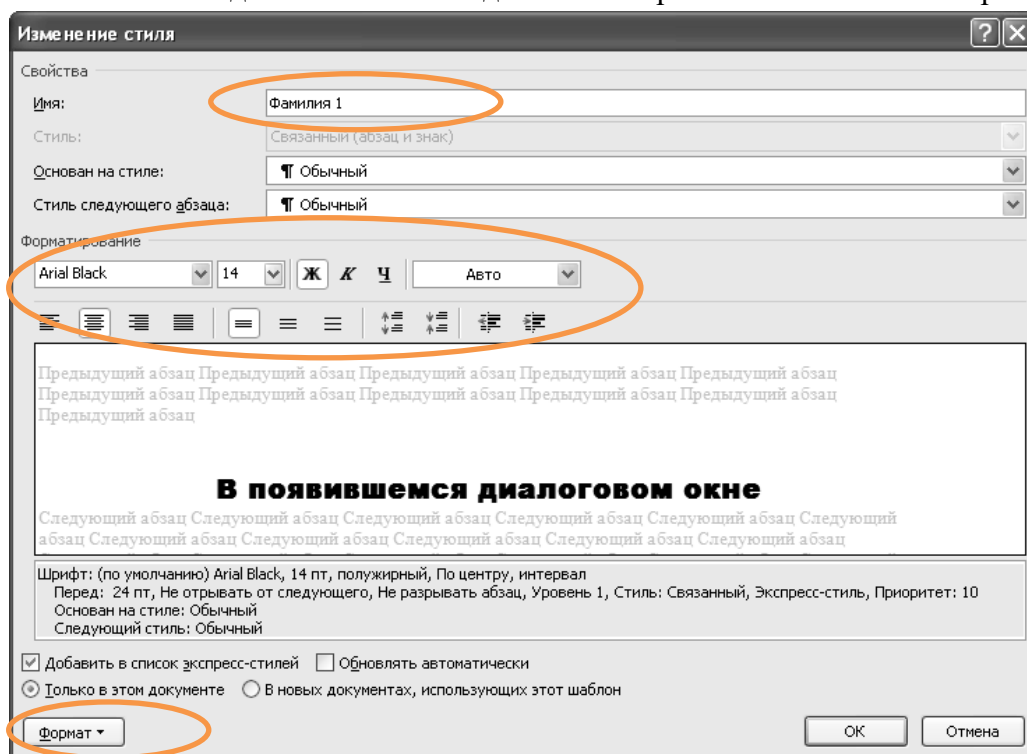 Изменение стиля
Свойства
Имя: Фамилия 1
Стиль: Связанный (абзац и знак)
Основан на стиле: ¶ Обычный
Стиль следующего абзаца: ¶ Обычный
Форматирование
Arial Black 14 Ж К Ч Авто
Предыдущий абзац Предыдущий абзац Предыдущий абзац Предыдущий абзац Предыдущий абзац
Предыдущий абзац Предыдущий абзац Предыдущий абзац Предыдущий абзац Предыдущий абзац
Предыдущий абзац
В появившемся диалоговом окне
Следующий абзац Следующий абзац Следующий абзац Следующий абзац Следующий абзац Следующий
абзац Следующий абзац Следующий абзац Следующий абзац Следующий абзац Следующий абзац
Шрифт: (по умолчанию) Arial Black, 14 пт, полужирный, По центру, интервал
Перед: 24 пт, Не отрывать от следующего, Не разрывать абзац, Уровень 1, Стиль: Связанный, Экспресс-стиль, Приоритет: 10
Основан на стиле: Обычный
Следующий стиль: Обычный
Добавить в список экспресс-стилей Обновлять автоматически
Только в этом документе В новых документах, использующих этот шаблон
Формат ОК Отмена